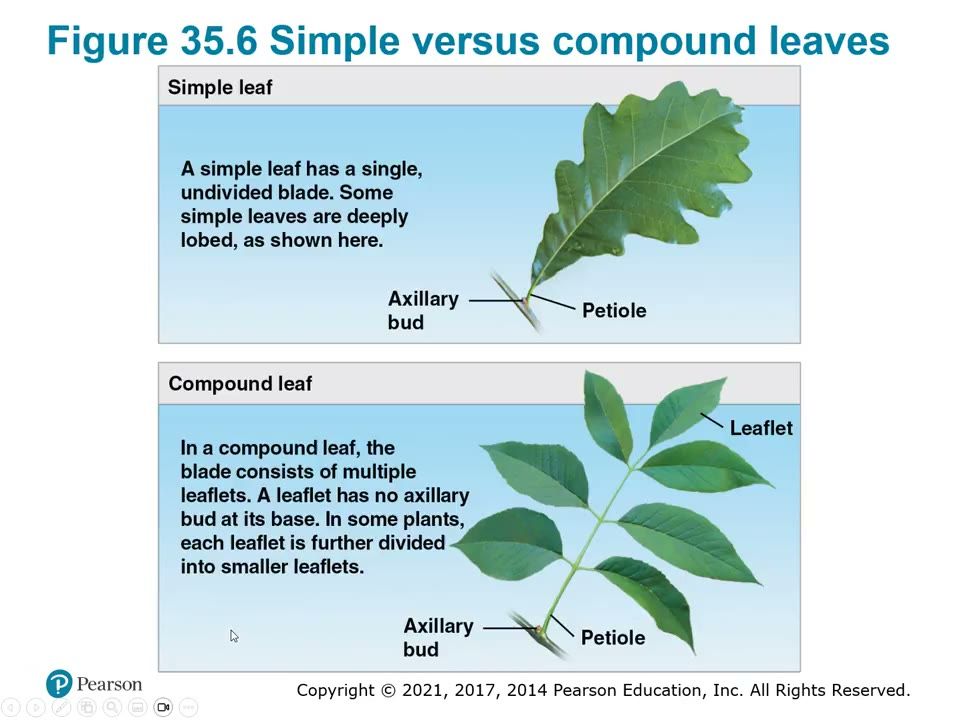 Figure 35.6 Simple versus compound leaves
Simple leaf
A simple leaf has a single,
undivided blade. Some
simple leaves are deeply
lobed, as shown here.
Axillary
bud
Petiole
Compound leaf
Leaflet
In a compound leaf, the
blade consists of multiple
leaflets. A leaflet has no axillary
bud at its base. In some plants,
each leaflet is further divided
into smaller leaflets.
Axillary
bud
Petiole
Pearson
Copyright © 2021, 2017, 2014 Pearson Education, Inc. All Rights Reserved.